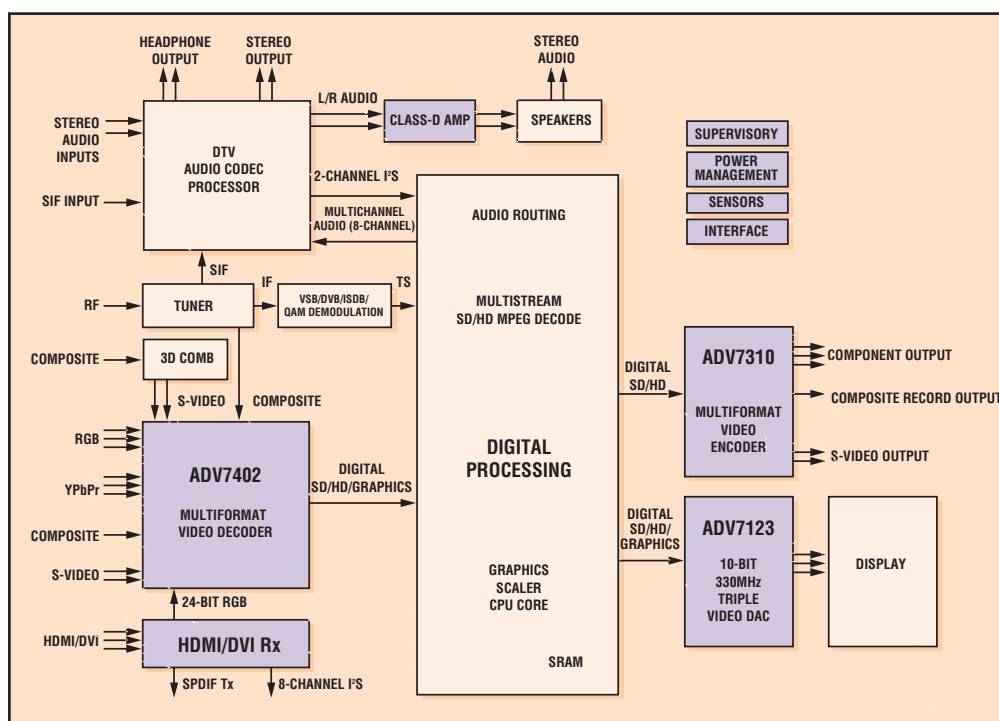 HEADPHONE
OUTPUT
STEREO
OUTPUT
STEREO
AUDIO
L/R AUDIO
CLASS-D AMP
SPEAKERS
STEREO
AUDIO
INPUTS
DTV
AUDIO CODEC
PROCESSOR
SIF INPUT
2-CHANNEL I²S
MULTICHANNEL
AUDIO (8-CHANNEL)
AUDIO ROUTING
SUPERVISORY
POWER
MANAGEMENT
SENSORS
INTERFACE
SIF
RF
TUNER
IF
VSB/DVB/ISDB/
QAM DEMODULATION
TS
MULTISTREAM
SD/HD MPEG DECODE
COMPOSITE
3D COMB
S-VIDEO
COMPOSITE
DIGITAL
SD/HD
ADV7310
MULTIFORMAT
VIDEO
ENCODER
COMPONENT OUTPUT
COMPOSITE RECORD OUTPUT
S-VIDEO OUTPUT
RGB
YPbPr
COMPOSITE
S-VIDEO
ADV7402
MULTIFORMAT
VIDEO DECODER
DIGITAL
SD/HD/GRAPHICS
DIGITAL
PROCESSING
DIGITAL
SD/HD/
GRAPHICS
ADV7123
10-BIT
330MHz
TRIPLE
VIDEO DAC
DISPLAY
GRAPHICS
SCALER
CPU CORE
24-BIT RGB
HDMI/DVi
HDMI/DVI Rx
SRAM
SPDIF Tx
8-CHANNEL I²S